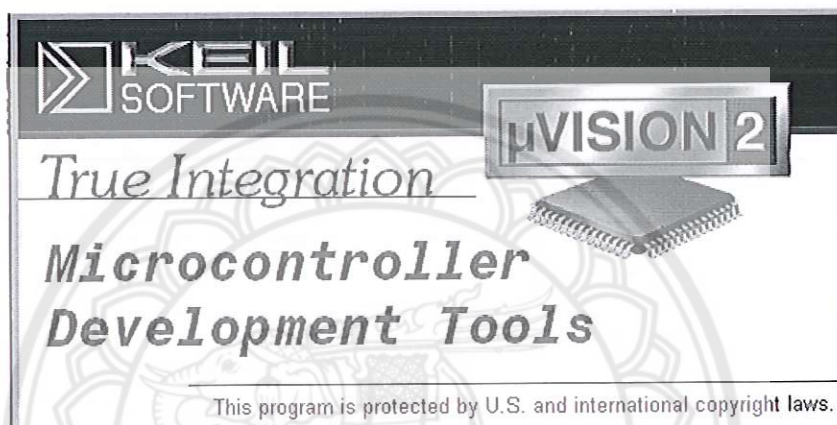 KEIL
SOFTWARE
µVISION 2
True Integration
Microcontroller
Development Tools
This program is protected by U.S. and international copyright laws.